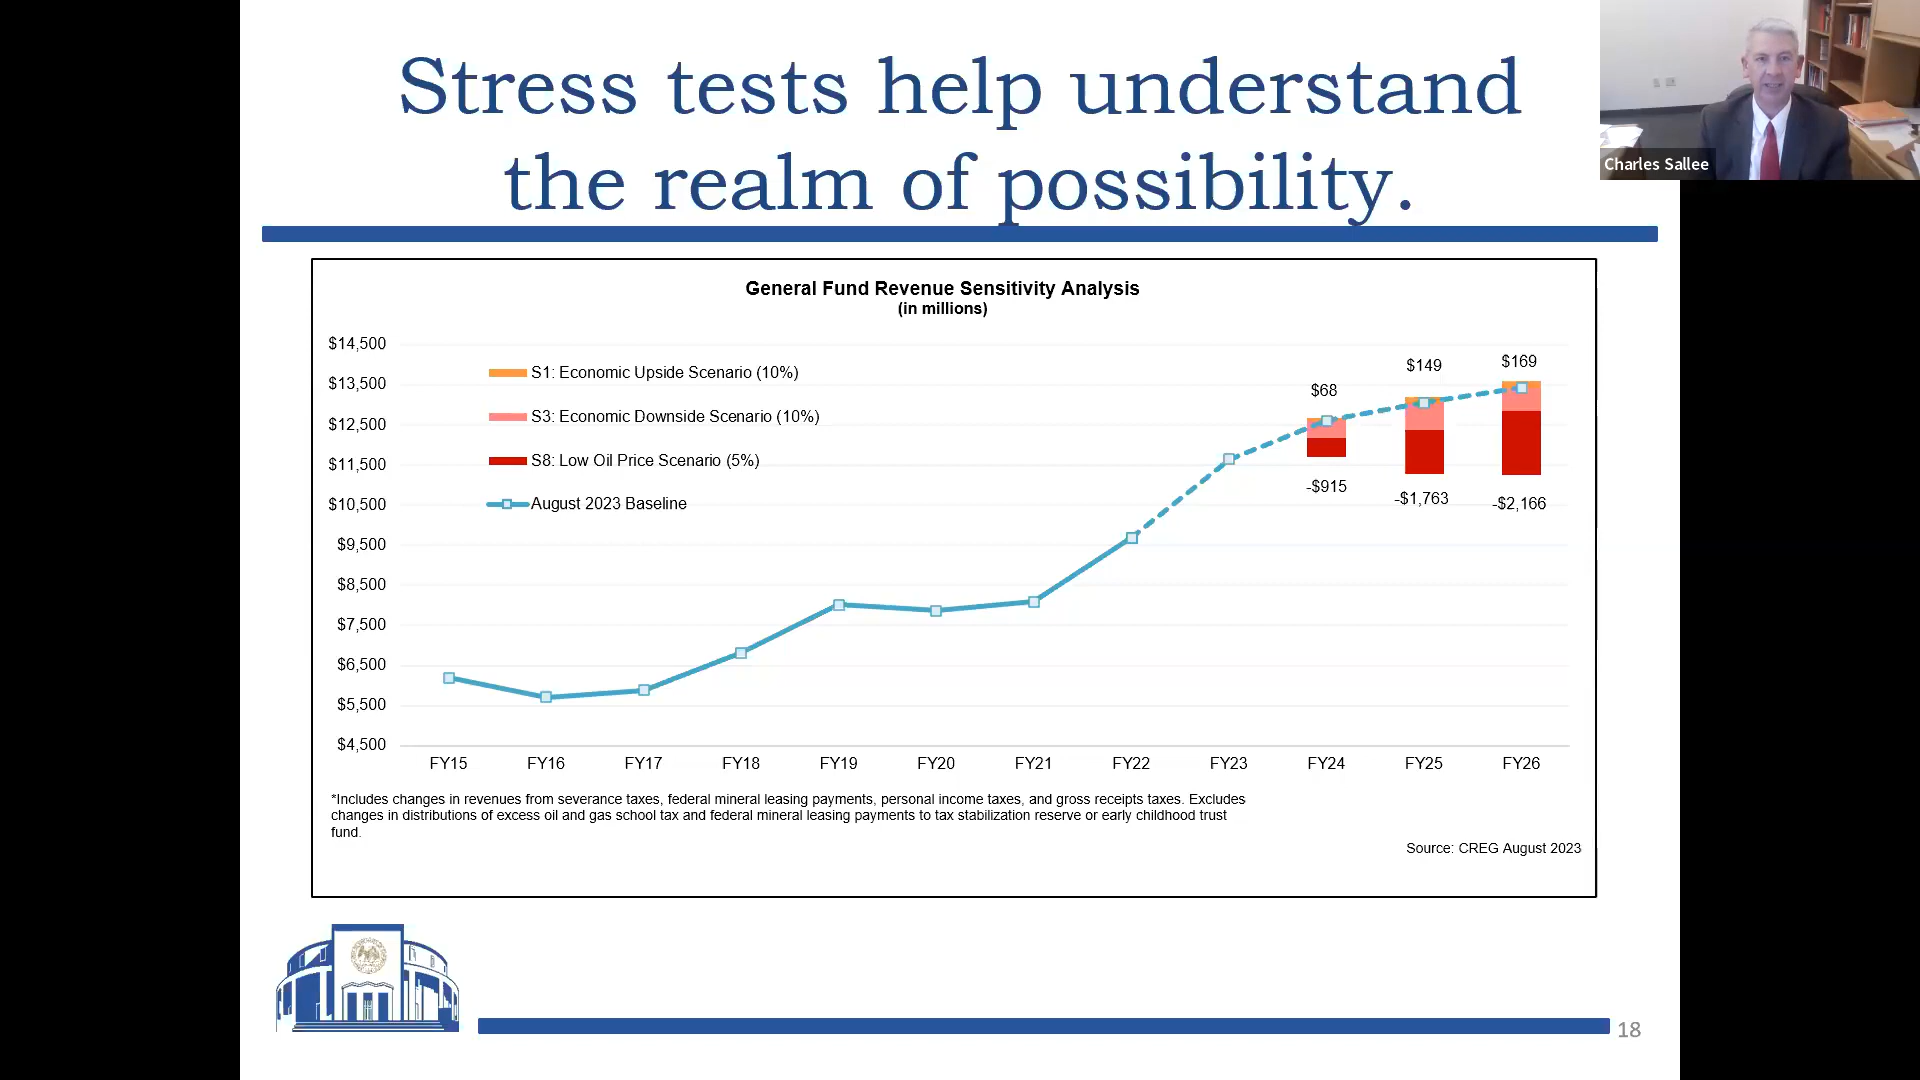 Stress tests help understand
the realm of possibility.
Charles Sallee
General Fund Revenue Sensitivity Analysis
(in millions)
$14,500
$13,500
$12,500
$11,500
$10,500
$9,500
$8,500
$7,500
$6,500
$5,500
$4,500
S1: Economic Upside Scenario (10%)
S3: Economic Downside Scenario (10%)
S8: Low Oil Price Scenario (5%)
August 2023 Baseline
$68
$149
$169
-$915
-$1,763
-$2,166
FY15 FY16 FY17 FY18 FY19 FY20 FY21 FY22 FY23 FY24 FY25 FY26
*Includes changes in revenues from severance taxes, federal mineral leasing payments, personal income taxes, and gross receipts taxes. Excludes
changes in distributions of excess oil and gas school tax and federal mineral leasing payments to tax stabilization reserve or early childhood trust
fund.
Source: CREG August 2023
18